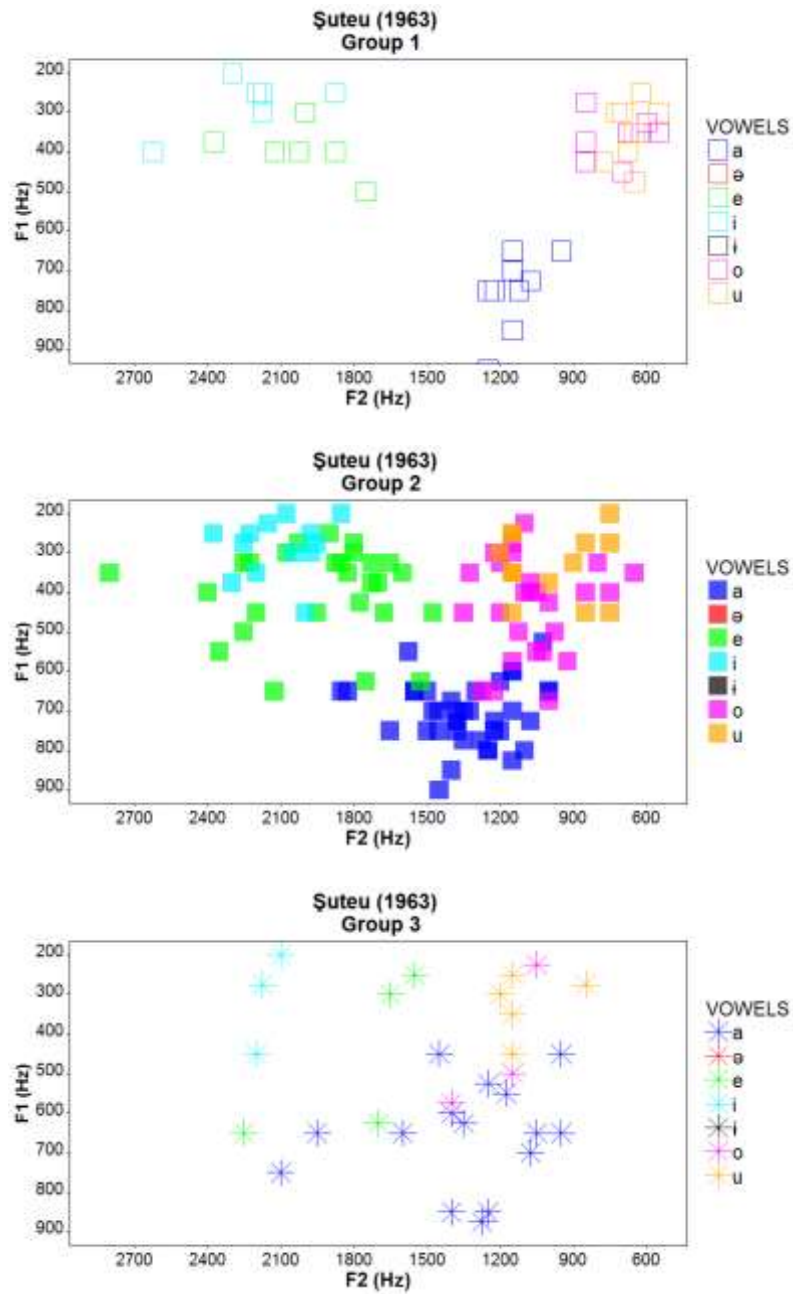 Şuteu (1963)
Group 1
200
300
400
500
600
700
800
900
F1 (Hz)
2700 2400 2100 1800 1500 1200 900 600
F2 (Hz)
VOWELS
a
ə
e
i
ɨ
o
u
Şuteu (1963)
Group 2
200
300
400
500
600
700
800
900
F1 (Hz)
2700 2400 2100 1800 1500 1200 900 600
F2 (Hz)
VOWELS
a
ə
e
i
ɨ
o
u
Şuteu (1963)
Group 3
200
300
400
500
600
700
800
900
F1 (Hz)
2700 2400 2100 1800 1500 1200 900 600
F2 (Hz)
VOWELS
a
ə
e
i
ɨ
o
u